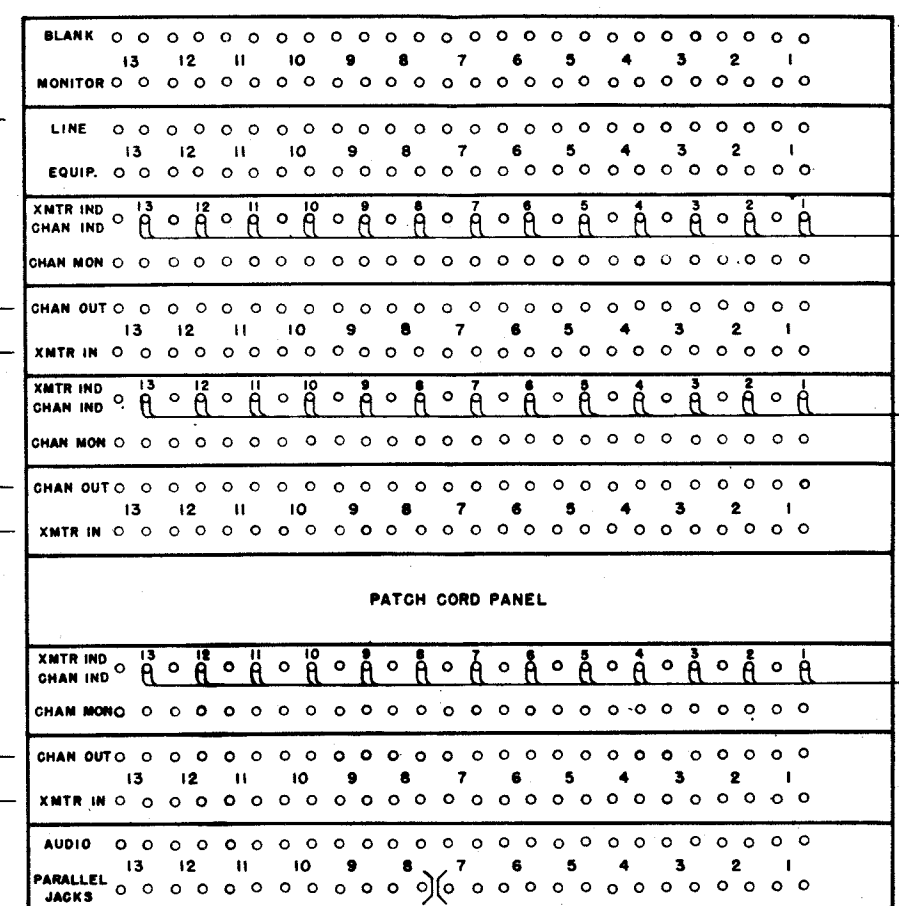 BLANK
13 12 11 10 9 8 7 6 5 4 3 2 1
MONITOR
LINE
13 12 11 10 9 8 7 6 5 4 3 2 1
EQUIP.
XMTR IND 13 12 11 10 9 8 7 6 5 4 3 2 1
CHAN IND
CHAN MON
CHAN OUT
13 12 11 10 9 8 7 6 5 4 3 2 1
XMTR IN
XMTR IND 13 12 11 10 9 8 7 6 5 4 3 2 1
CHAN IND
CHAN MON
CHAN OUT
13 12 11 10 9 8 7 6 5 4 3 2 1
XMTR IN
PATCH CORD PANEL
XMTR IND 13 12 11 10 9 8 7 6 5 4 3 2 1
CHAN IND
CHAM MON
CHAN OUT
13 12 11 10 9 8 7 6 5 4 3 2 1
XMTR IN
AUDIO
13 12 11 10 9 8 7 6 5 4 3 2 1
PARALLEL
JACKS